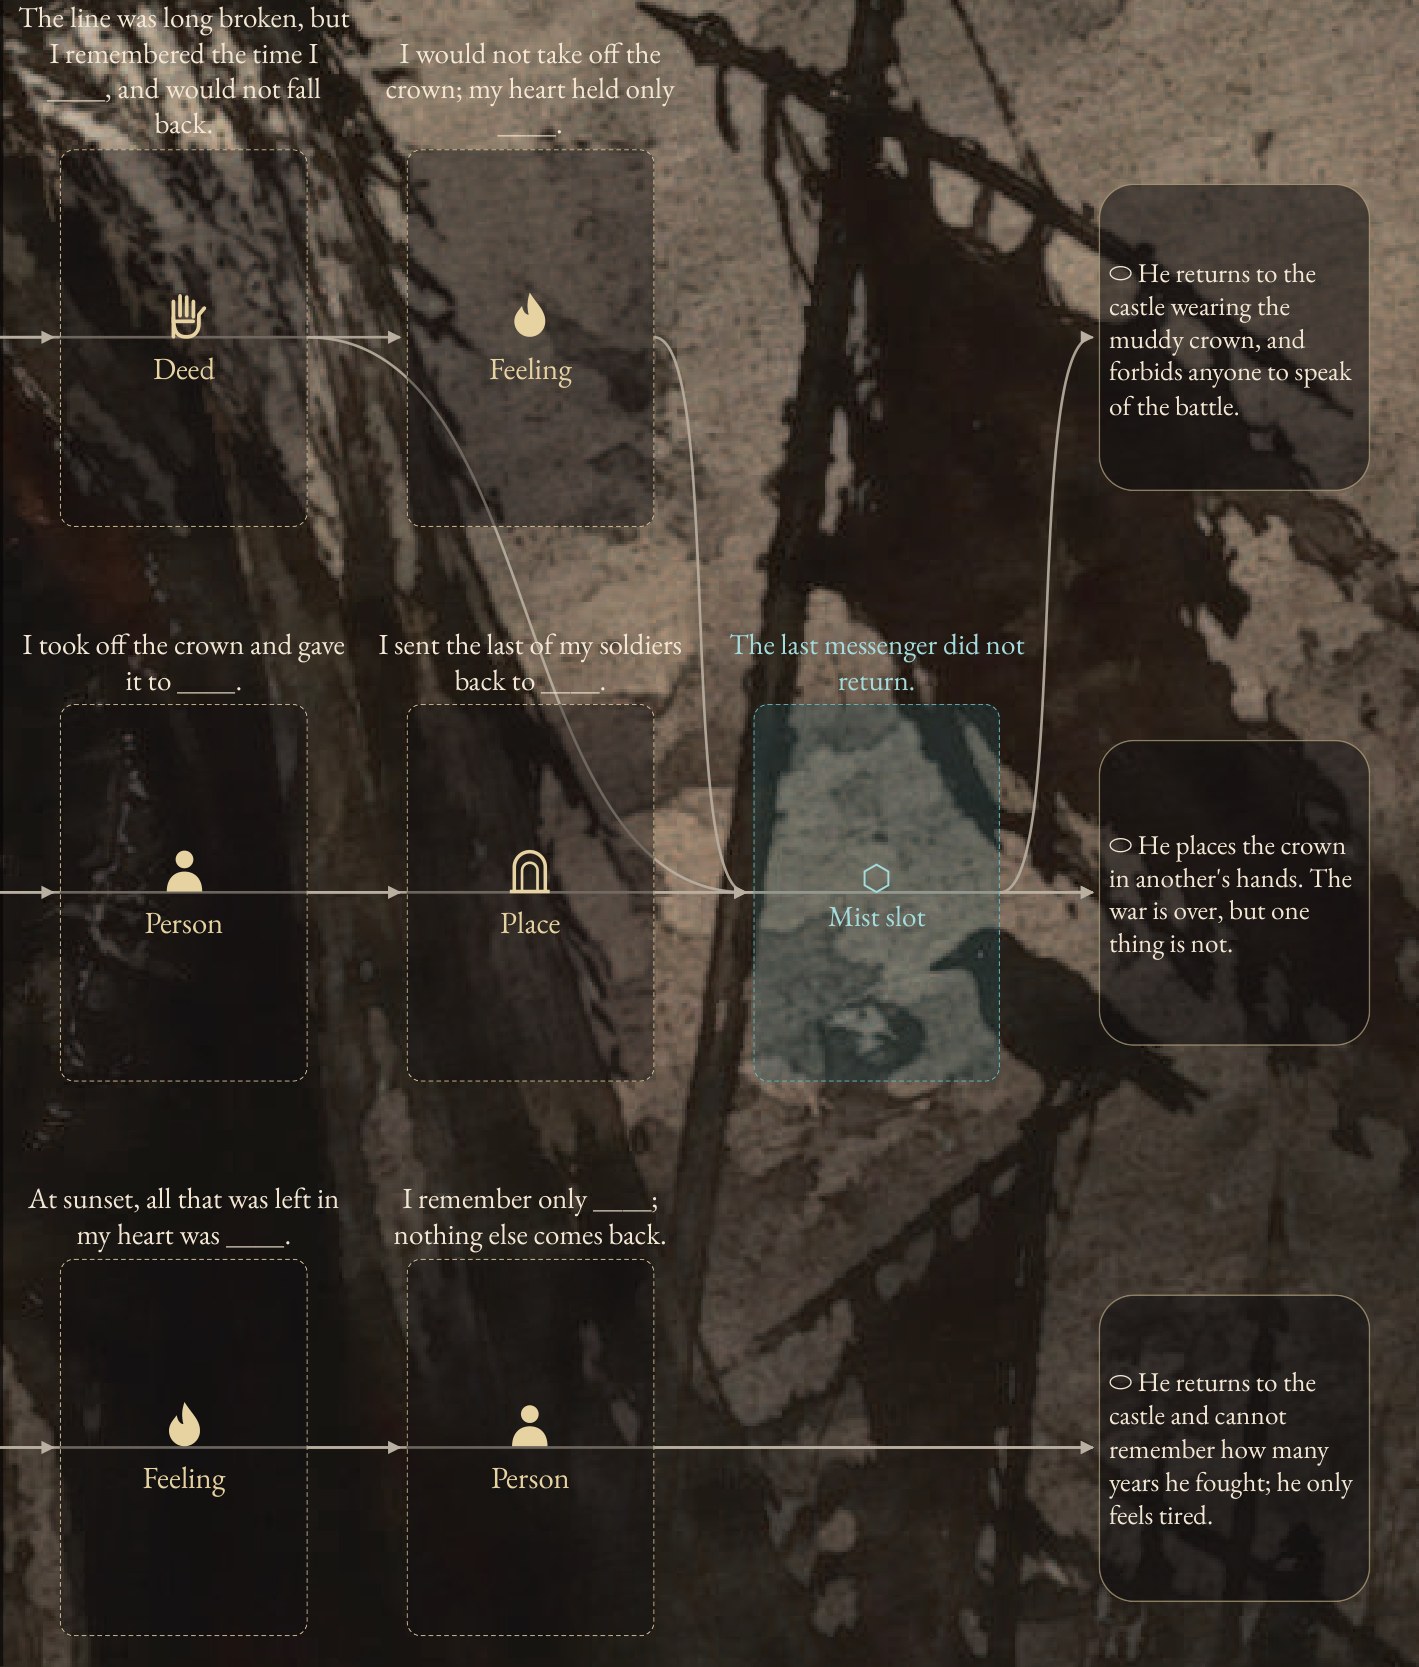 The line was long broken, but
I remembered the time I
____, and would not fall
back.
I would not take off the
crown; my heart held only
____.
Deed
Feeling
He returns to the
castle wearing the
muddy crown, and
forbids anyone to speak
of the battle.
I took off the crown and gave
it to ____.
I sent the last of my soldiers
back to ____.
The last messenger did not
return.
Person
Place
Mist slot
He places the crown
in another's hands. The
war is over, but one
thing is not.
At sunset, all that was left in
my heart was ____.
I remember only ____;
nothing else comes back.
Feeling
Person
He returns to the
castle and cannot
remember how many
years he fought; he only
feels tired.